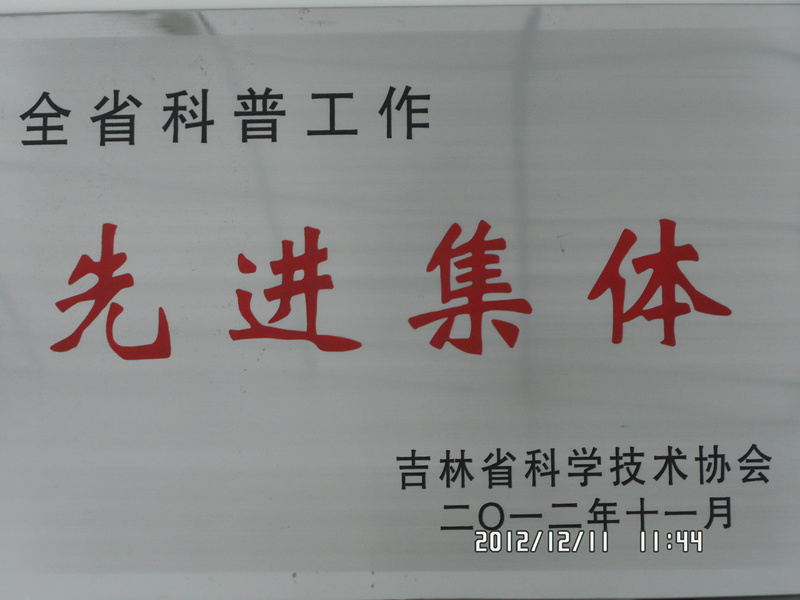 全省科普工作
先进集体
吉林省科学技术协会
二〇一二年十一月
2012/12/11 11:44